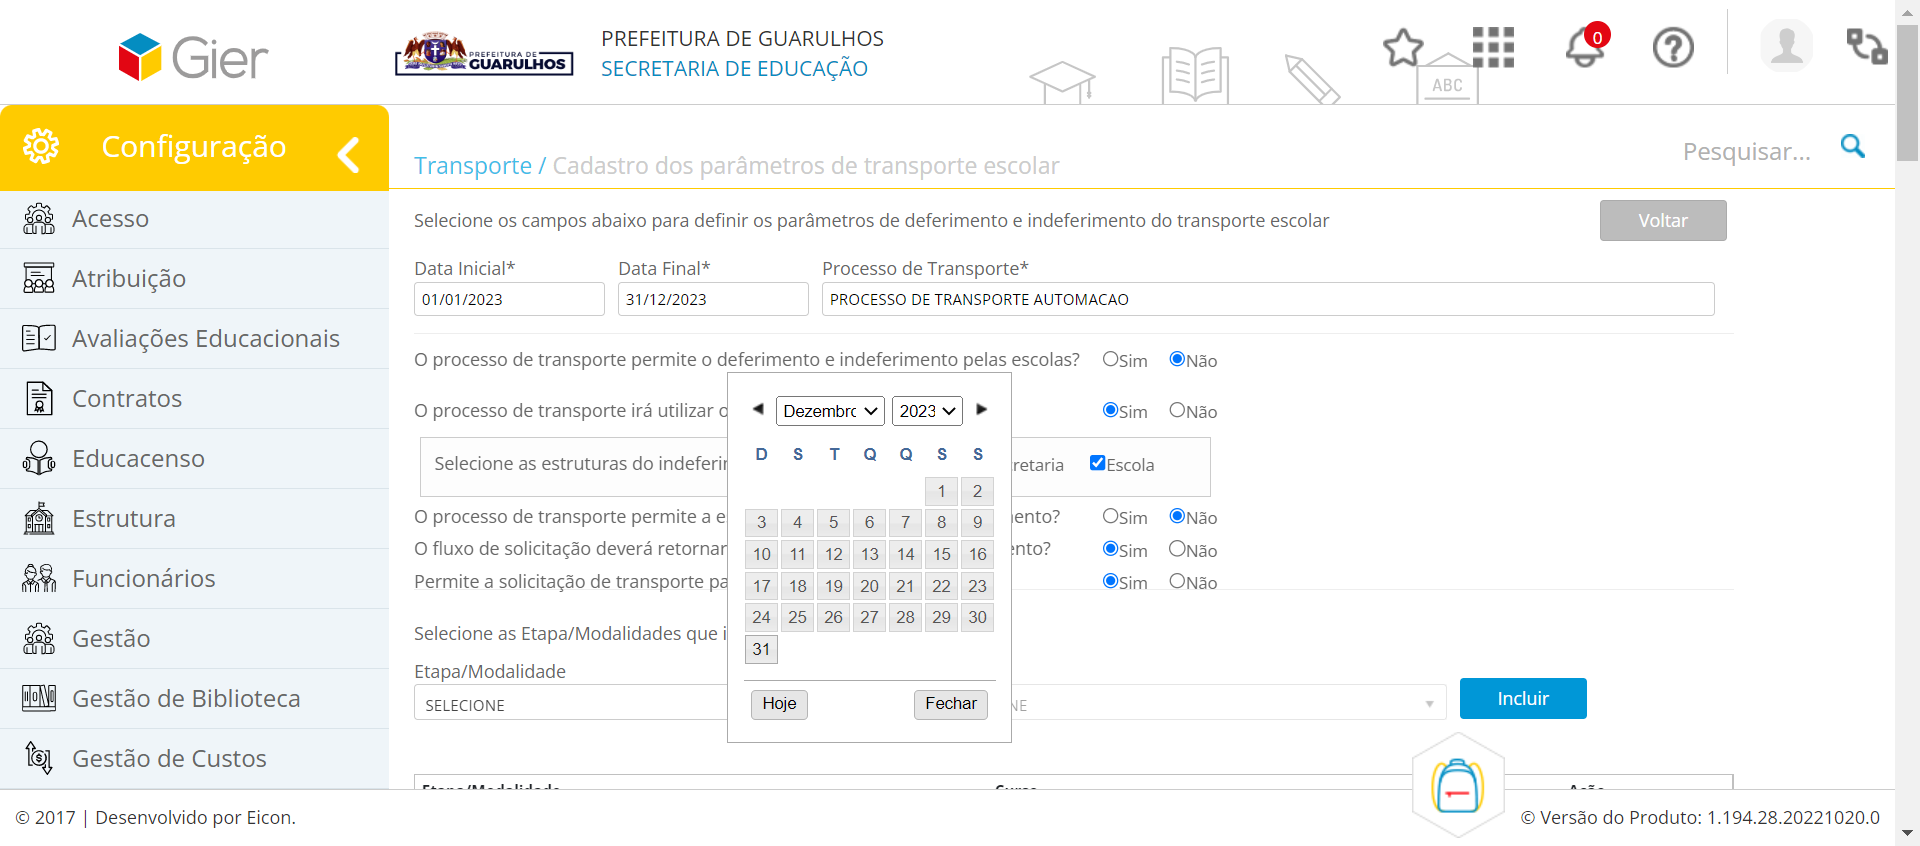 Gier
PREFEITURA DE
GUARULHOS
PREFEITURA DE GUARULHOS
SECRETARIA DE EDUCAÇÃO
ABC
0
Configuração
Transporte / Cadastro dos parâmetros de transporte escolar
Pesquisar...
Acesso
Atribuição
Avaliações Educacionais
Contratos
Educacenso
Estrutura
Funcionários
Gestão
Gestão de Biblioteca
Gestão de Custos
Selecione os campos abaixo para definir os parâmetros de deferimento e indeferimento do transporte escolar
Voltar
Data Inicial* Data Final* Processo de Transporte*
01/01/2023 31/12/2023 PROCESSO DE TRANSPORTE AUTOMACAO
O processo de transporte permite o deferimento e indeferimento pelas escolas? Sim Não
O processo de transporte irá utilizar o Sim Não
Selecione as estruturas do indeferir retaria Escola
O processo de transporte permite a e ento? Sim Não
O fluxo de solicitação deverá retornar nto? Sim Não
Permite a solicitação de transporte pa Sim Não
Selecione as Etapa/Modalidades que i
Etapa/Modalidade
SELECIONE NE Incluir
Dezembro 2023
D S T Q Q S S
1 2
3 4 5 6 7 8 9
10 11 12 13 14 15 16
17 18 19 20 21 22 23
24 25 26 27 28 29 30
31
Hoje Fechar
Etapa/Modalidade Curso Ação
© 2017 | Desenvolvido por Eicon.
© Versão do Produto: 1.194.28.20221020.0